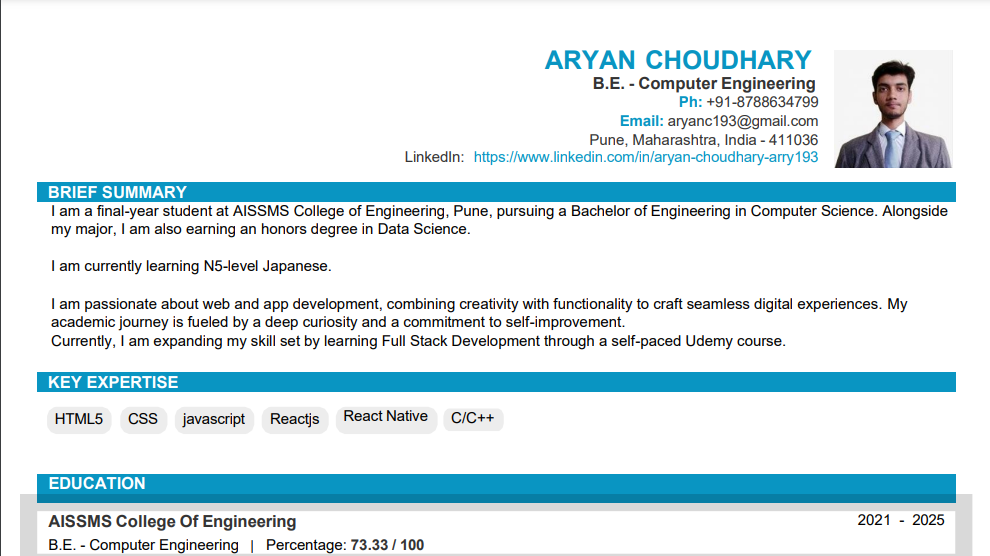 ARYAN CHOUDHARY
B.E. - Computer Engineering
Ph: +91-8788634799
Email: aryanc193@gmail.com
Pune, Maharashtra, India - 411036
LinkedIn: https://www.linkedin.com/in/aryan-choudhary-arry193
BRIEF SUMMARY
I am a final-year student at AISSMS College of Engineering, Pune, pursuing a Bachelor of Engineering in Computer Science. Alongside
my major, I am also earning an honors degree in Data Science.
I am currently learning N5-level Japanese.
I am passionate about web and app development, combining creativity with functionality to craft seamless digital experiences. My
academic journey is fueled by a deep curiosity and a commitment to self-improvement.
Currently, I am expanding my skill set by learning Full Stack Development through a self-paced Udemy course.
KEY EXPERTISE
HTML5 CSS javascript Reactjs React Native C/C++
EDUCATION
AISSMS College Of Engineering 2021 - 2025
B.E. - Computer Engineering | Percentage: 73.33 / 100